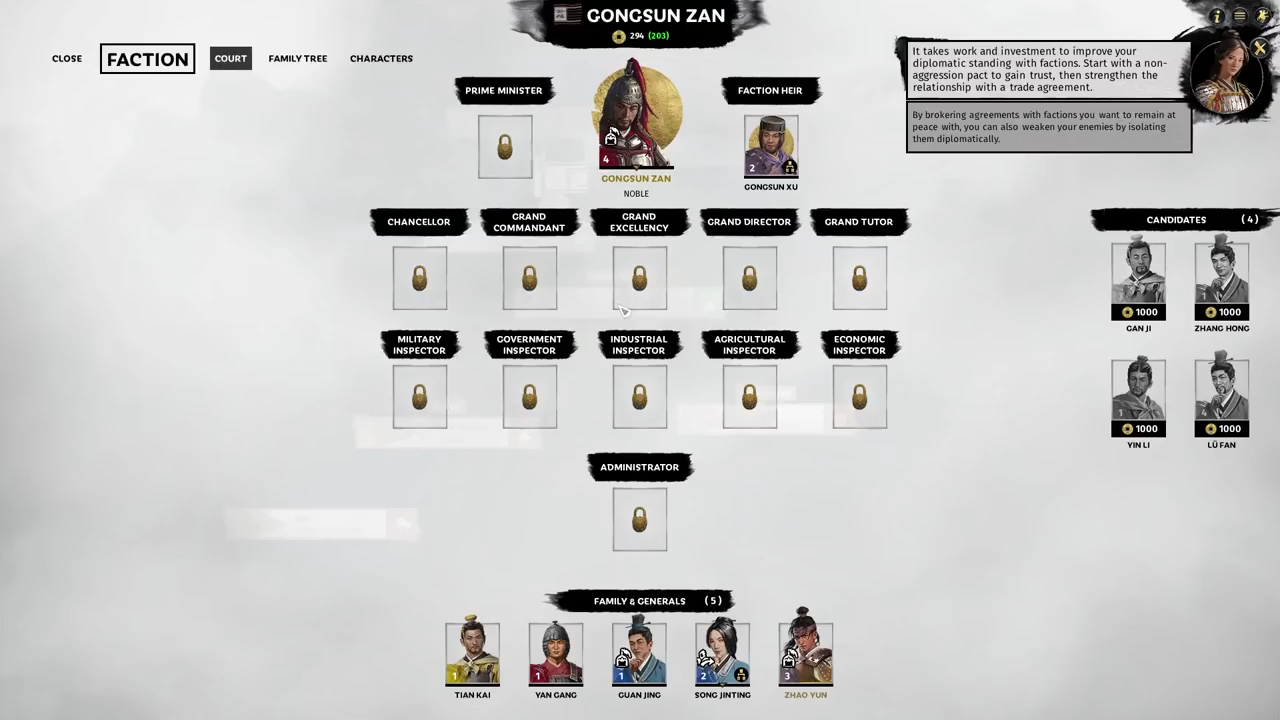 GONGSUN ZAN
294 (203)
CLOSE
FACTION
COURT
FAMILY TREE
CHARACTERS
It takes work and investment to improve your
diplomatic standing with factions. Start with a non-
aggression pact to gain trust, then strengthen the
relationship with a trade agreement.
By brokering agreements with factions you want to remain at
peace with, you can also weaken your enemies by isolating
them diplomatically.
PRIME MINISTER
4
GONGSUN ZAN
NOBLE
FACTION HEIR
2
GONGSUN XU
CHANCELLOR
GRAND
COMMANDANT
GRAND
EXCELLENCY
GRAND DIRECTOR
GRAND TUTOR
MILITARY
INSPECTOR
GOVERNMENT
INSPECTOR
INDUSTRIAL
INSPECTOR
AGRICULTURAL
INSPECTOR
ECONOMIC
INSPECTOR
ADMINISTRATOR
CANDIDATES (4)
1000
GAN JI
1
1000
ZHANG HONG
1
1000
YIN LI
4
1000
LÜ FAN
FAMILY & GENERALS (5)
1
TIAN KAI
1
YAN GANG
1
GUAN JING
2
SONG JINTING
3
ZHAO YUN